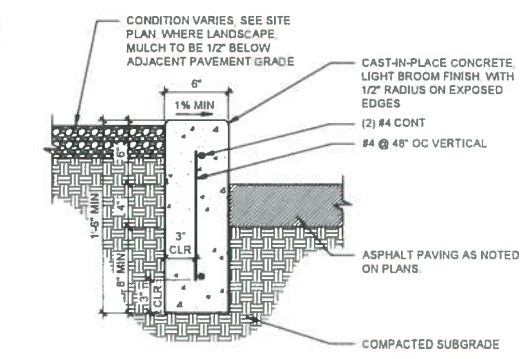 CONDITION VARIES, SEE SITE
PLAN. WHERE LANDSCAPE,
MULCH TO BE 1/2" BELOW
ADJACENT PAVEMENT GRADE
6"
1% MIN
CAST-IN-PLACE CONCRETE,
LIGHT BROOM FINISH, WITH
1/2" RADIUS ON EXPOSED
EDGES
(2) #4 CONT
#4 @ 48" OC VERTICAL
6"
4"
1'-6" MIN
8" MIN
3"
CLR
3"
CLR
ASPHALT PAVING AS NOTED
ON PLANS.
COMPACTED SUBGRADE